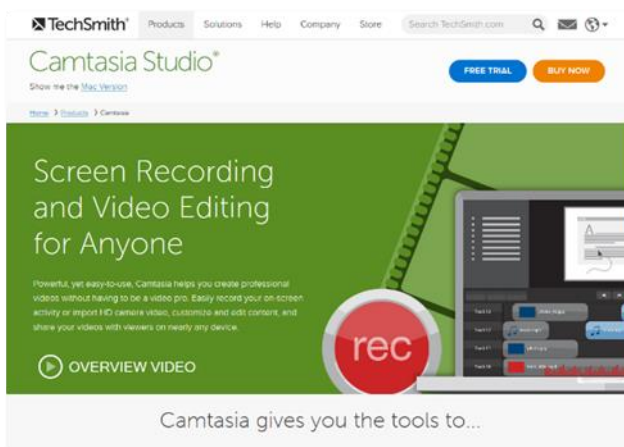 TechSmith® Products Solutions Help Company Store Search TechSmith.com
Camtasia Studio®
FREE TRIAL BUY NOW
Show me the Mac Version
Home > Products > Camtasia
Screen Recording
and Video Editing
for Anyone
Powerful, yet easy-to-use, Camtasia helps you create professional
videos without having to be a video pro. Easily record your on-screen
activity or import HD camera video, customize and edit content, and
share your videos with viewers on nearly any device.
rec
OVERVIEW VIDEO
Camtasia gives you the tools to...